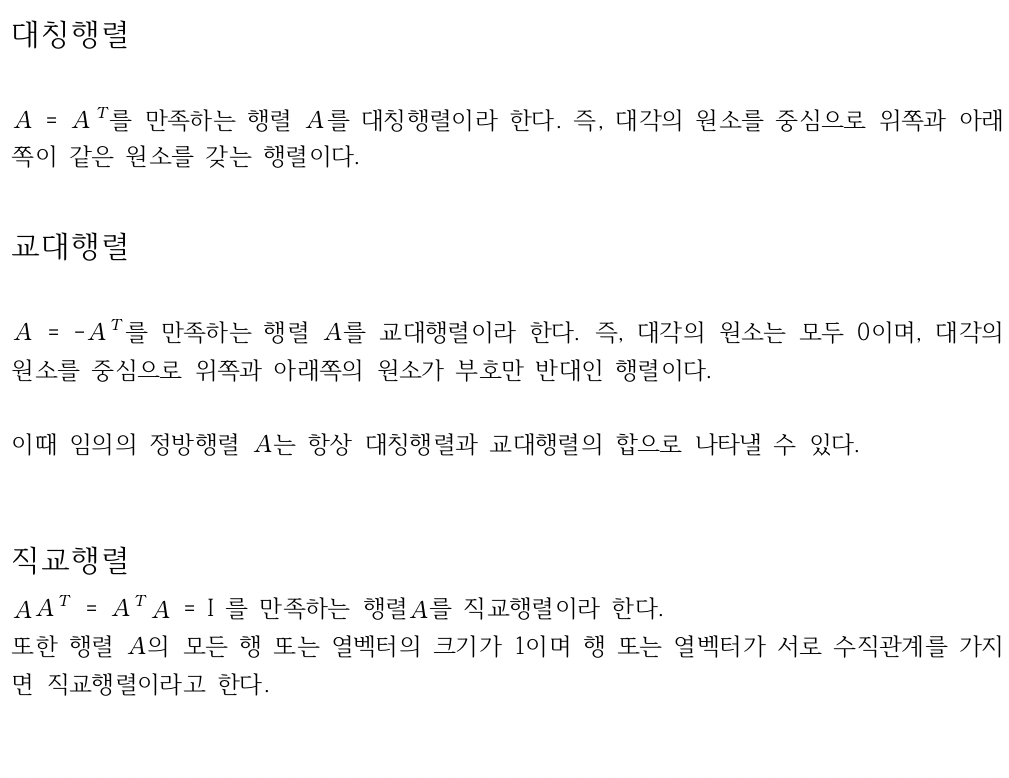 대칭행렬
A = A^T를 만족하는 행렬 A를 대칭행렬이라 한다. 즉, 대각의 원소를 중심으로 위쪽과 아래
쪽이 같은 원소를 갖는 행렬이다.
교대행렬
A = -A^T를 만족하는 행렬 A를 교대행렬이라 한다. 즉, 대각의 원소는 모두 0이며, 대각의
원소를 중심으로 위쪽과 아래쪽의 원소가 부호만 반대인 행렬이다.
이때 임의의 정방행렬 A는 항상 대칭행렬과 교대행렬의 합으로 나타낼 수 있다.
직교행렬
AA^T = A^TA = I 를 만족하는 행렬A를 직교행렬이라 한다.
또한 행렬 A의 모든 행 또는 열벡터의 크기가 1이며 행 또는 열벡터가 서로 수직관계를 가지
면 직교행렬이라고 한다.